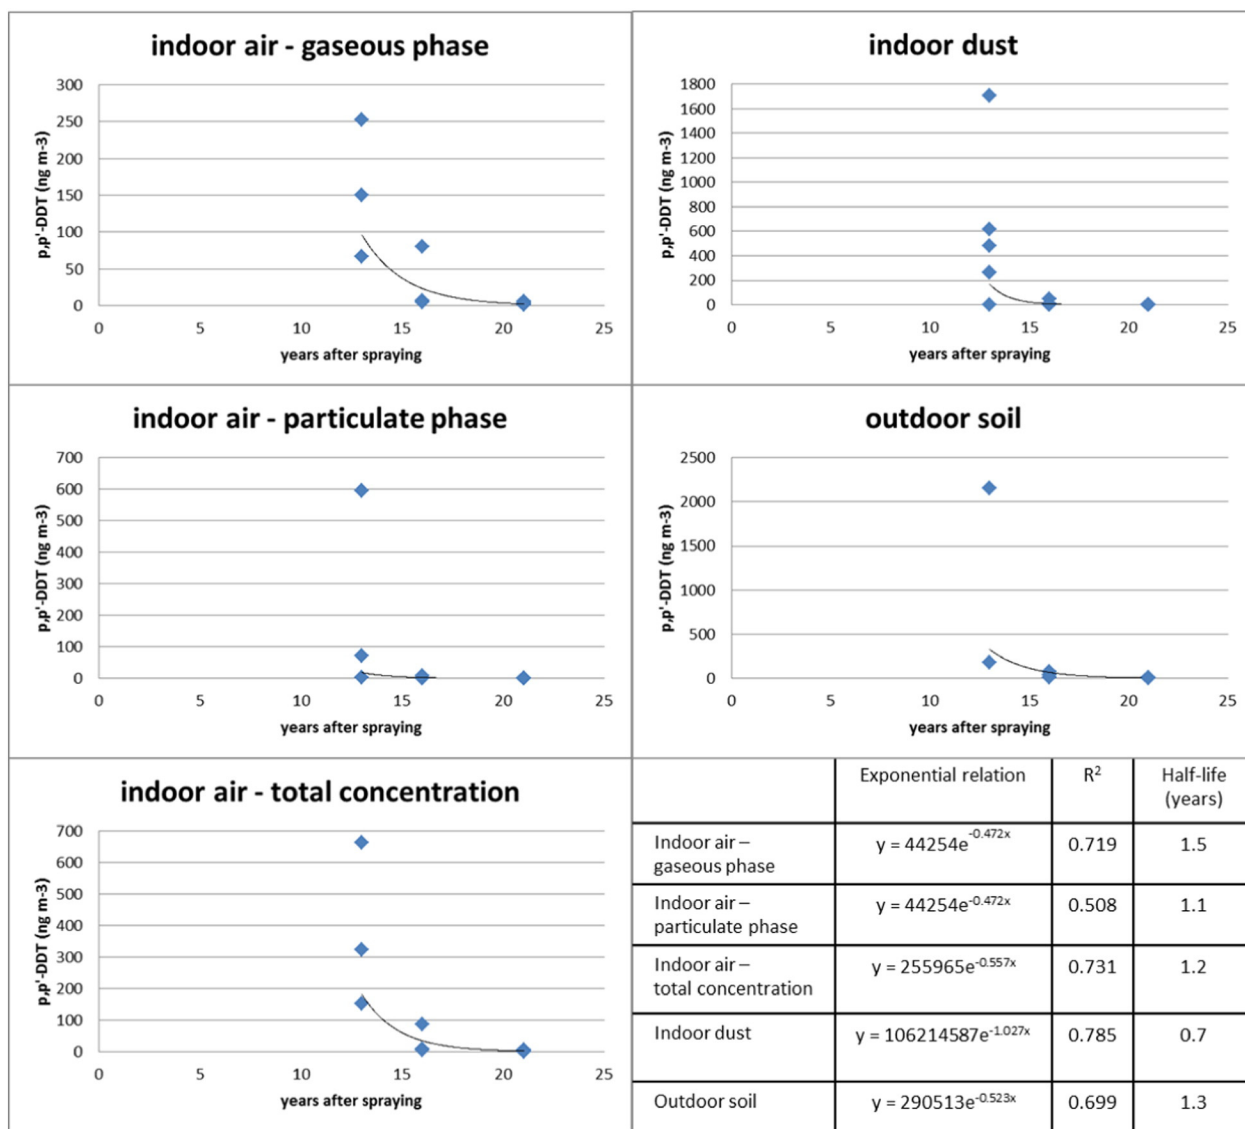 indoor air - gaseous phase
p,p'-DDT (ng m-3)
300
250
200
150
100
50
0
0 5 10 15 20 25
years after spraying
indoor dust
p,p'-DDT (ng m-3)
1800
1600
1400
1200
1000
800
600
400
200
0
0 5 10 15 20 25
years after spraying
indoor air - particulate phase
p,p'-DDT (ng m-3)
700
600
500
400
300
200
100
0
0 5 10 15 20 25
years after spraying
outdoor soil
p,p'-DDT (ng m-3)
2500
2000
1500
1000
500
0
0 5 10 15 20 25
years after spraying
indoor air - total concentration
p,p'-DDT (ng m-3)
700
600
500
400
300
200
100
0
0 5 10 15 20 25
years after spraying
Exponential relation R² Half-life
(years)
Indoor air –
gaseous phase y = 44254e^-0.472x 0.719 1.5
Indoor air –
particulate phase y = 44254e^-0.472x 0.508 1.1
Indoor air –
total concentration y = 255965e^-0.557x 0.731 1.2
Indoor dust y = 106214587e^-1.027x 0.785 0.7
Outdoor soil y = 290513e^-0.523x 0.699 1.3